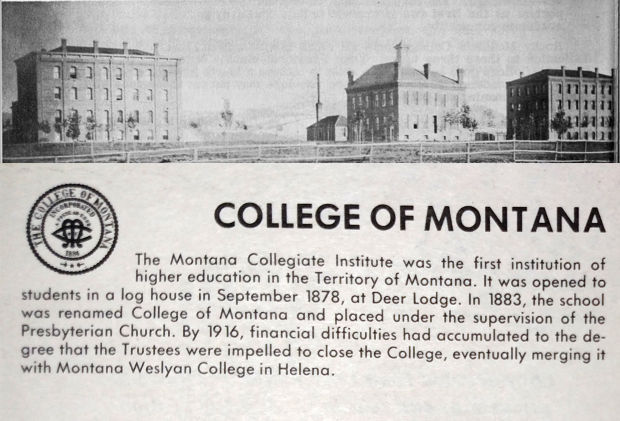 THE COLLEGE OF MONTANA
INCORPORATED
COLLEGE OF MONTANA
The Montana Collegiate Institute was the first institution of
higher education in the Territory of Montana. It was opened to
students in a log house in September 1878, at Deer Lodge. In 1883, the school
was renamed College of Montana and placed under the supervision of the
Presbyterian Church. By 1916, financial difficulties had accumulated to the de-
gree that the Trustees were impelled to close the College, eventually merging it
with Montana Weslyan College in Helena.